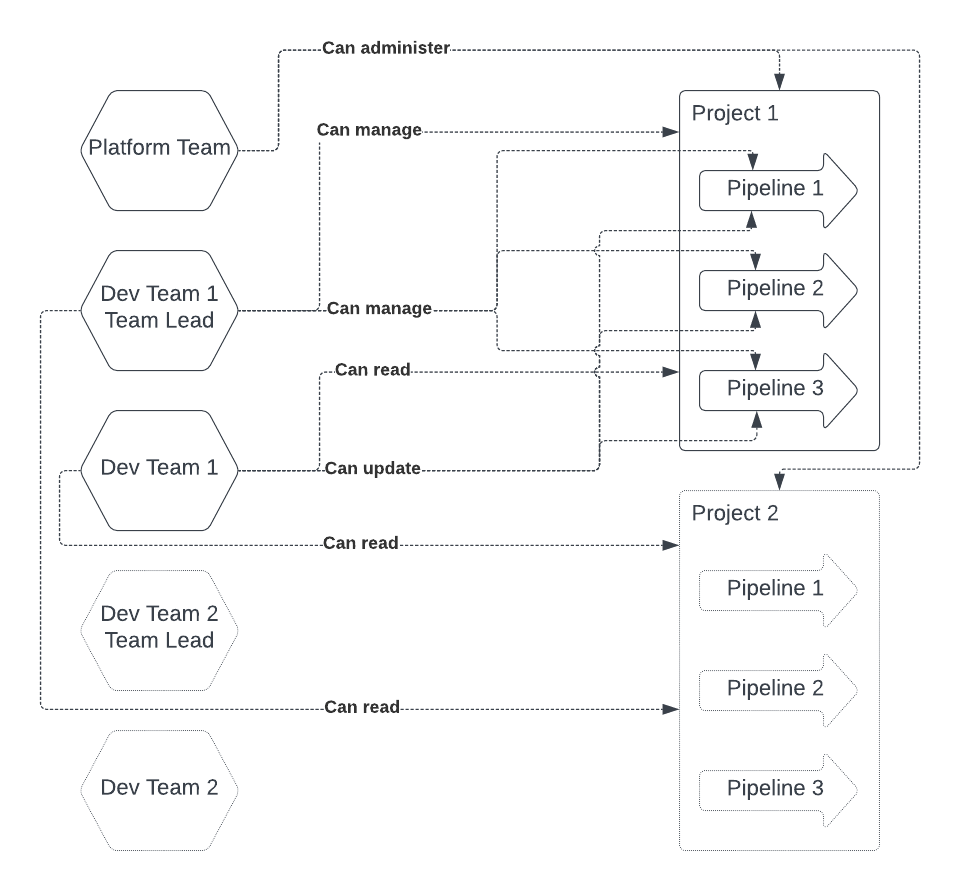 Can administer
Project 1
Can manage
Platform Team
Pipeline 1
Dev Team 1
Team Lead
Can manage
Pipeline 2
Can read
Pipeline 3
Dev Team 1
Can update
Project 2
Can read
Pipeline 1
Dev Team 2
Team Lead
Pipeline 2
Can read
Dev Team 2
Pipeline 3